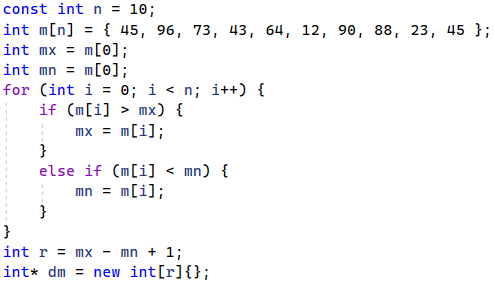 const int n = 10;
int m[n] = { 45, 96, 73, 43, 64, 12, 90, 88, 23, 45 };
int mx = m[0];
int mn = m[0];
for (int i = 0; i < n; i++) {
    if (m[i] > mx) {
        mx = m[i];
    }
    else if (m[i] < mn) {
        mn = m[i];
    }
}
int r = mx - mn + 1;
int* dm = new int[r]{};